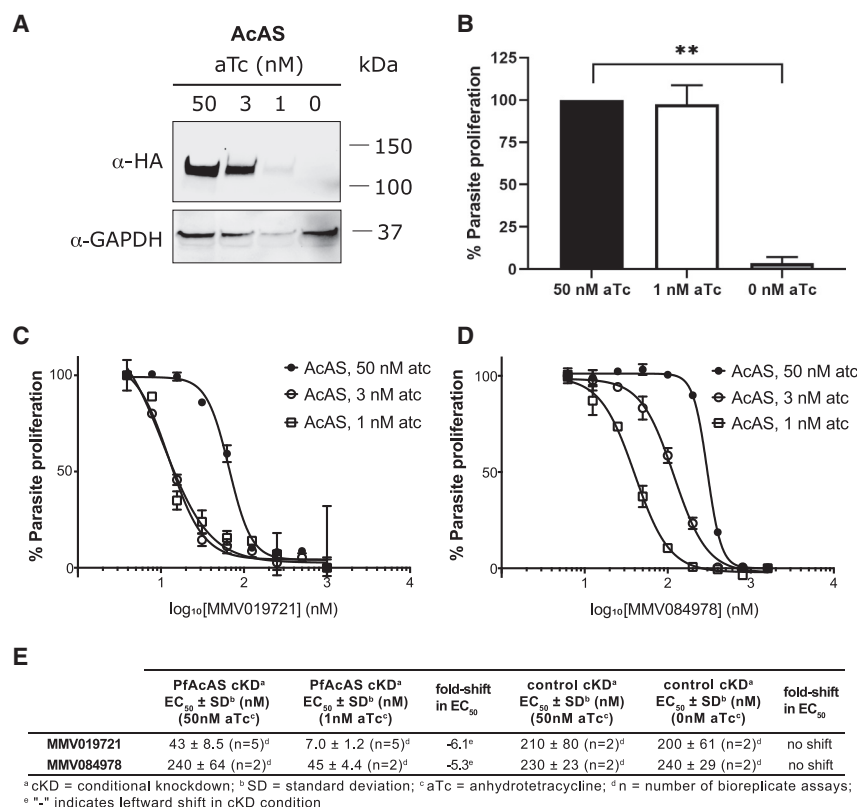 A
AcAS
aTc (nM)
kDa
50 3 1 0
α-HA
150
100
α-GAPDH
37
B
**
% Parasite proliferation
125
100
75
50
25
0
50 nM aTc
1 nM aTc
0 nM aTc
C
% Parasite proliferation
100
50
0
1 2 3 4
log₁₀[MMV019721] (nM)
AcAS, 50 nM atc
AcAS, 3 nM atc
AcAS, 1 nM atc
D
% Parasite proliferation
100
50
0
1 2 3 4
log₁₀[MMV084978] (nM)
AcAS, 50 nM atc
AcAS, 3 nM atc
AcAS, 1 nM atc
E
PfAcAS cKDᵃ EC₅₀ ± SDᵇ (nM) (50nM aTcᶜ)
PfAcAS cKDᵃ EC₅₀ ± SDᵇ (nM) (1nM aTcᶜ)
fold-shift in EC₅₀
control cKDᵃ EC₅₀ ± SDᵇ (nM) (50nM aTcᶜ)
control cKDᵃ EC₅₀ ± SDᵇ (nM) (0nM aTcᶜ)
fold-shift in EC₅₀
MMV019721 43 ± 8.5 (n=5)ᵈ 7.0 ± 1.2 (n=5)ᵈ -6.1ᵉ 210 ± 80 (n=2)ᵈ 200 ± 61 (n=2)ᵈ no shift
MMV084978 240 ± 64 (n=2)ᵈ 45 ± 4.4 (n=2)ᵈ -5.3ᵉ 230 ± 23 (n=2)ᵈ 240 ± 29 (n=2)ᵈ no shift
ᵃ cKD = conditional knockdown; ᵇ SD = standard deviation; ᶜ aTc = anhydrotetracycline; ᵈ n = number of bioreplicate assays;
ᵉ "-" indicates leftward shift in cKD condition